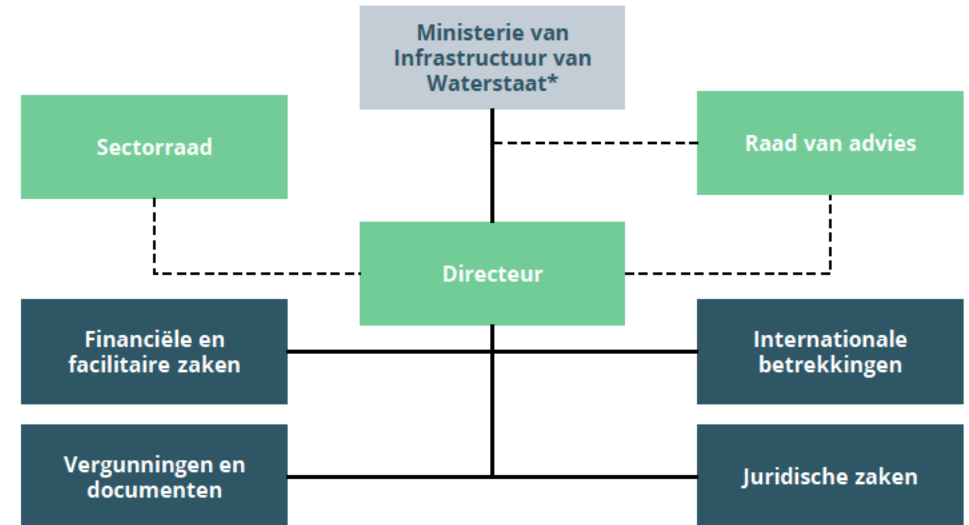 Ministerie van
Infrastructuur van
Waterstaat*
Sectorraad
Raad van advies
Directeur
Financiële en
facilitaire zaken
Internationale
betrekkingen
Vergunningen en
documenten
Juridische zaken